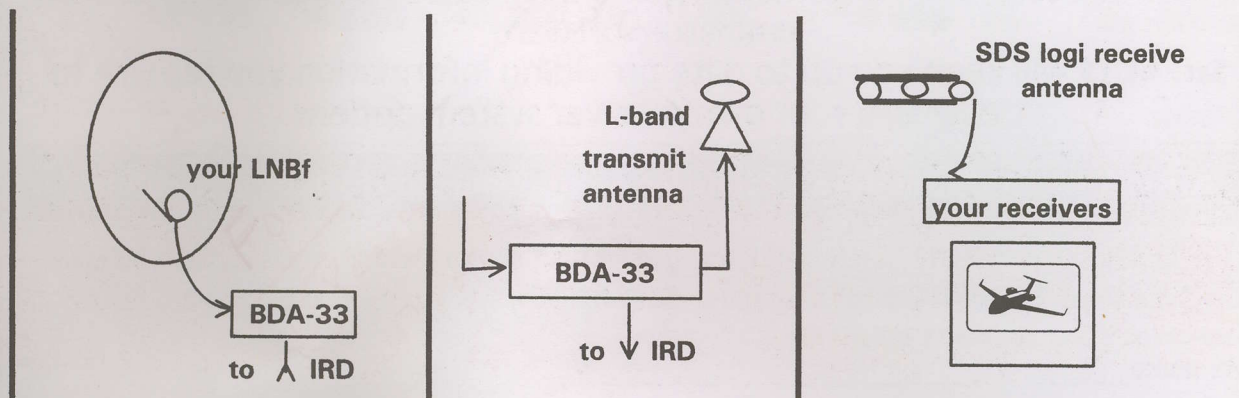 your LNBf
BDA-33
to IRD
L-band
transmit
antenna
BDA-33
to IRD
SDS logi receive
antenna
your receivers